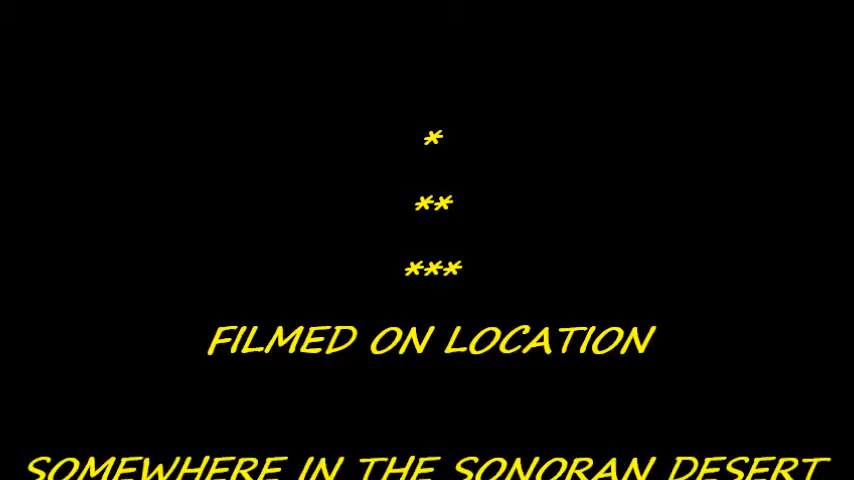 *
**
***
FILMED ON LOCATION
SOMEWHERE IN THE SONORAN DESERT